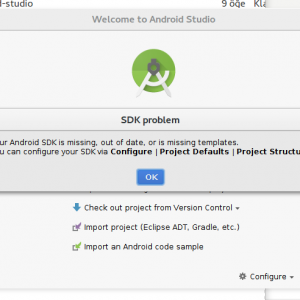 d-studio 9 öğe Kla
Welcome to Android Studio
SDK problem
ur Android SDK is missing, out of date, or is missing templates.
u can configure your SDK via Configure | Project Defaults | Project Structu
OK
Check out project from Version Control
Import project (Eclipse ADT, Gradle, etc.)
Import an Android code sample
Configure